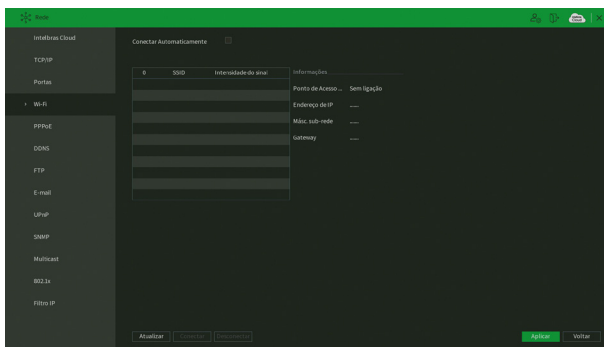 Rede
Intelbras Cloud
TCP/IP
Portas
Wi-Fi
PPPoE
DDNS
FTP
E-mail
UPnP
SNMP
Multicast
802.1x
Filtro IP
Conectar Automaticamente
0 SSID Intensidade do sinal
Informações
Ponto de Acesso ... Sem ligação
Endereço de IP -.-.-.
Másc. sub-rede -.-.-.
Gateway -.-.-.
Atualizar Conectar Desconectar
Aplicar Voltar